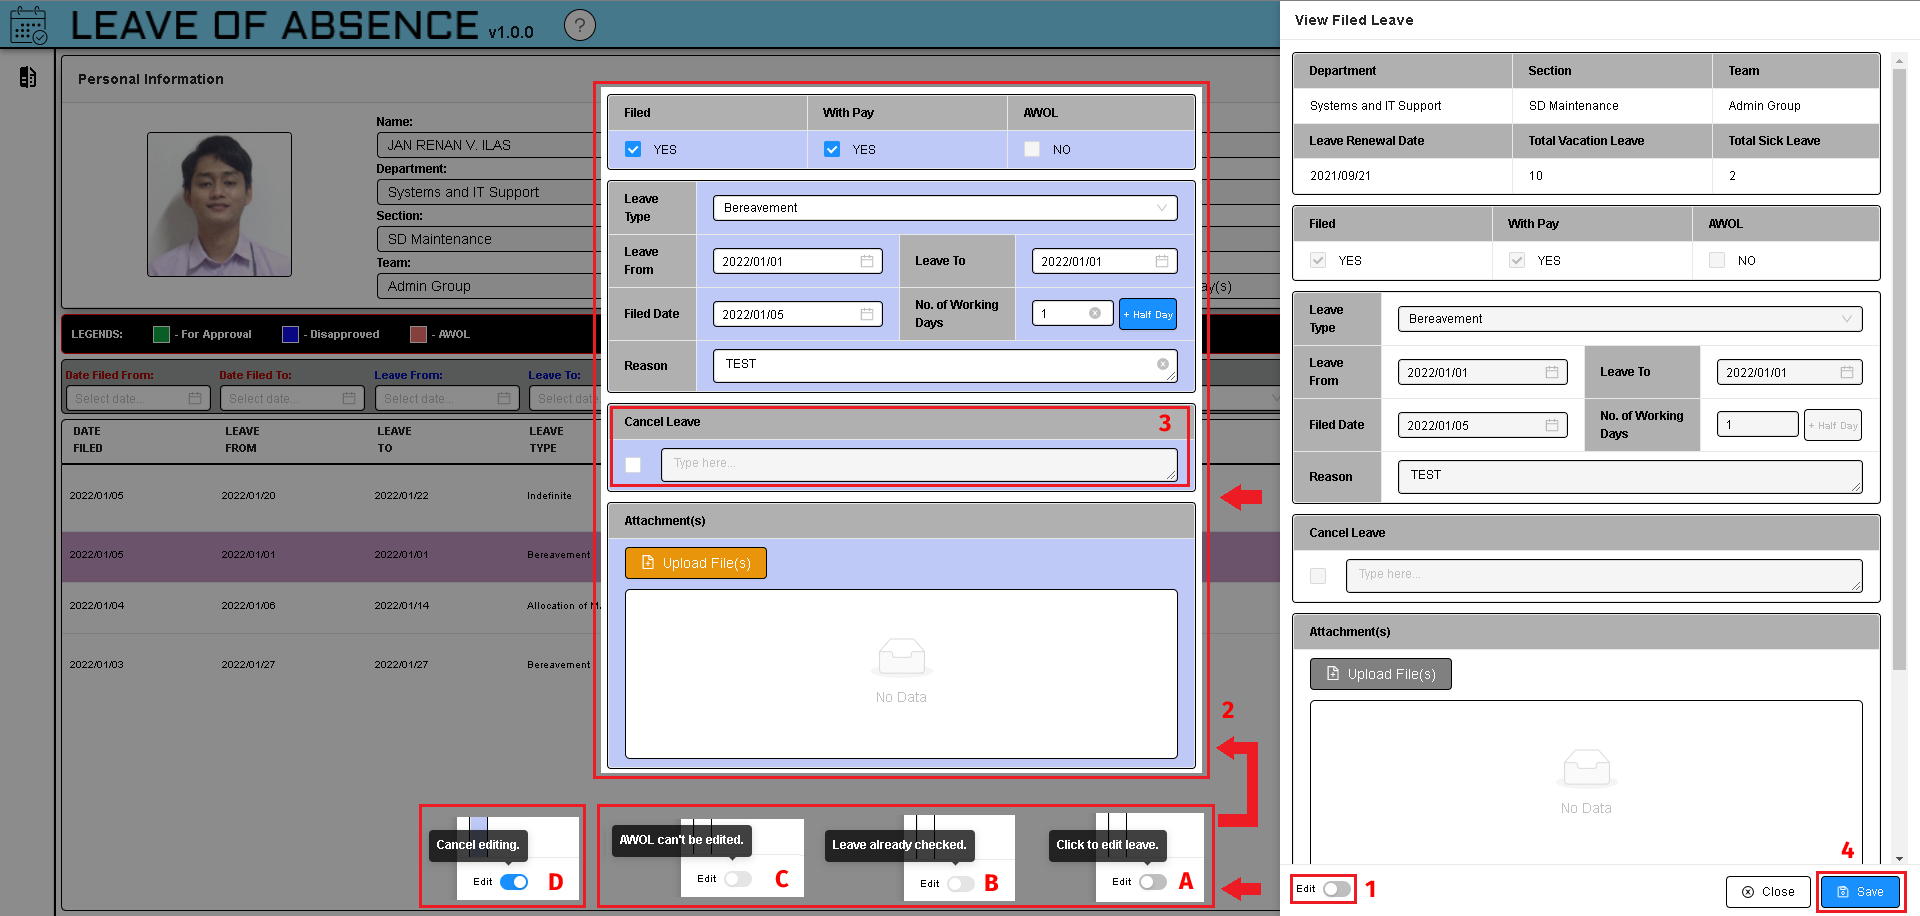 LEAVE OF ABSENCE v1.0.0
?
Personal Information
Name:
JAN RENAN V. ILAS
Department:
Systems and IT Support
Section:
SD Maintenance
Team:
Admin Group
ay(s)
LEGENDS:
- For Approval
- Disapproved
- AWOL
Date Filed From:
Date Filed To:
Leave From:
Leave To:
Select date...
Select date...
Select date...
Select date
DATE FILED
LEAVE FROM
LEAVE TO
LEAVE TYPE
2022/01/05
2022/01/20
2022/01/22
Indefinite
2022/01/05
2022/01/01
2022/01/01
Bereavement
2022/01/04
2022/01/06
2022/01/14
Allocation of M
2022/01/03
2022/01/27
2022/01/27
Bereavement
Filed
With Pay
AWOL
YES
YES
NO
Leave Type
Bereavement
Leave From
2022/01/01
Leave To
2022/01/01
Filed Date
2022/01/05
No. of Working Days
1
+ Half Day
Reason
TEST
Cancel Leave
3
Type here...
Attachment(s)
Upload File(s)
No Data
2
Cancel editing.
Edit
D
AWOL can't be edited.
Edit
C
Leave already checked.
Edit
B
Click to edit leave.
Edit
A
View Filed Leave
Department
Section
Team
Systems and IT Support
SD Maintenance
Admin Group
Leave Renewal Date
Total Vacation Leave
Total Sick Leave
2021/09/21
10
2
Filed
With Pay
AWOL
YES
YES
NO
Leave Type
Bereavement
Leave From
2022/01/01
Leave To
2022/01/01
Filed Date
2022/01/05
No. of Working Days
1
+ Half Day
Reason
TEST
Cancel Leave
Type here...
Attachment(s)
Upload File(s)
No Data
4
Edit
1
Close
Save